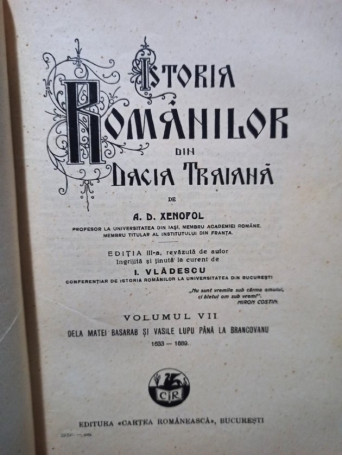 ISTORIA
ROMÂNILOR
DIN
DACIA TRAIANĂ
DE
A. D. XENOPOL
PROFESOR LA UNIVERSITATEA DIN IAŞI, MEMBRU ACADEMIEI ROMÂNE,
MEMBRU TITULAR AL INSTITUTULUI DIN FRANŢA.
EDIŢIA III-a, revăzută de autor
îngrijită şi ţinută la curent de
I. VLĂDESCU
CONFERENŢIAR DE ISTORIA ROMÂNILOR LA UNIVERSITATEA DIN BUCUREŞTI
„Nu sunt vremile sub cârma omului,
ci bietul om sub vremi".
MIRON COSTIN.
VOLUMUL VII
DELA MATEI BASARAB ŞI VASILE LUPU PÂNĂ LA BRANCOVANU
C R
EDITURA «CARTEA ROMÂNEASCĂ», BUCUREŞTI